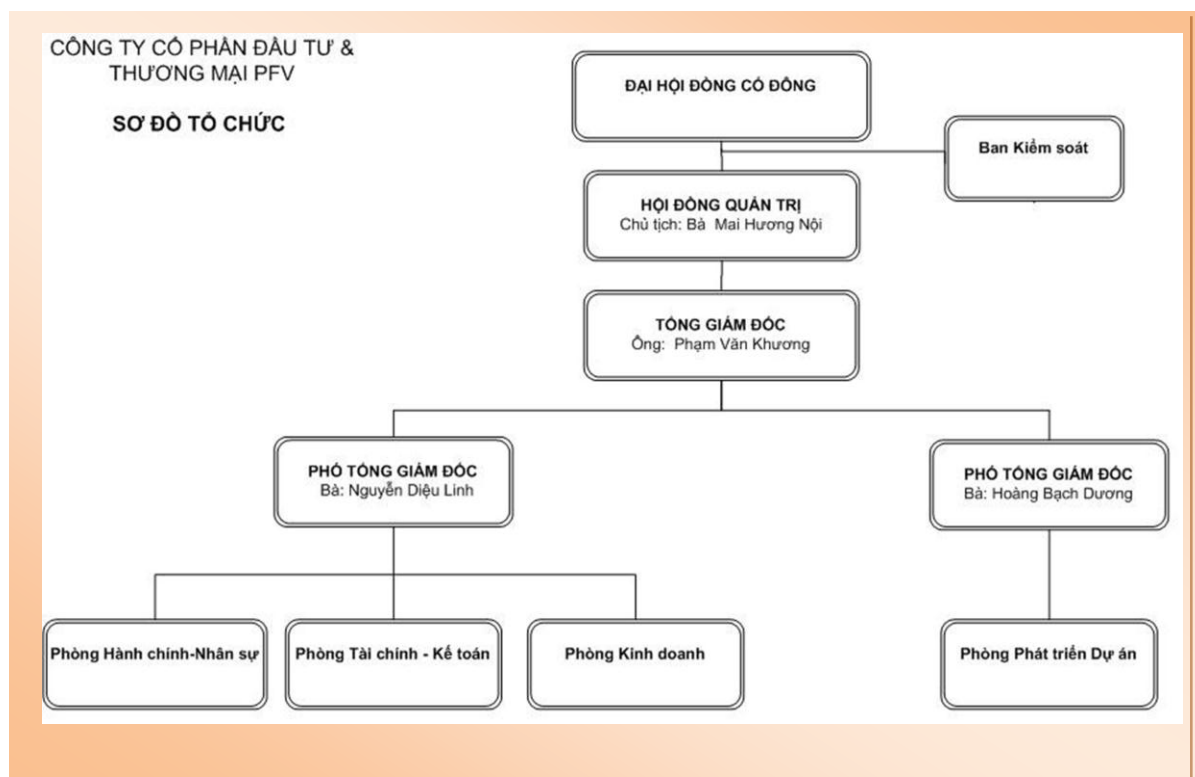 CÔNG TY CỔ PHẦN ĐẦU TƯ &
THƯƠNG MẠI PFV
SƠ ĐỒ TỔ CHỨC
ĐẠI HỘI ĐỒNG CỔ ĐÔNG
Ban Kiểm soát
HỘI ĐỒNG QUẢN TRỊ
Chủ tịch: Bà Mai Hương Nội
TỔNG GIÁM ĐỐC
Ông: Phạm Văn Khương
PHÓ TỔNG GIÁM ĐỐC
Bà: Nguyễn Diệu Linh
PHÓ TỔNG GIÁM ĐỐC
Bà: Hoàng Bạch Dương
Phòng Hành chính-Nhân sự
Phòng Tài chính - Kế toán
Phòng Kinh doanh
Phòng Phát triển Dự án